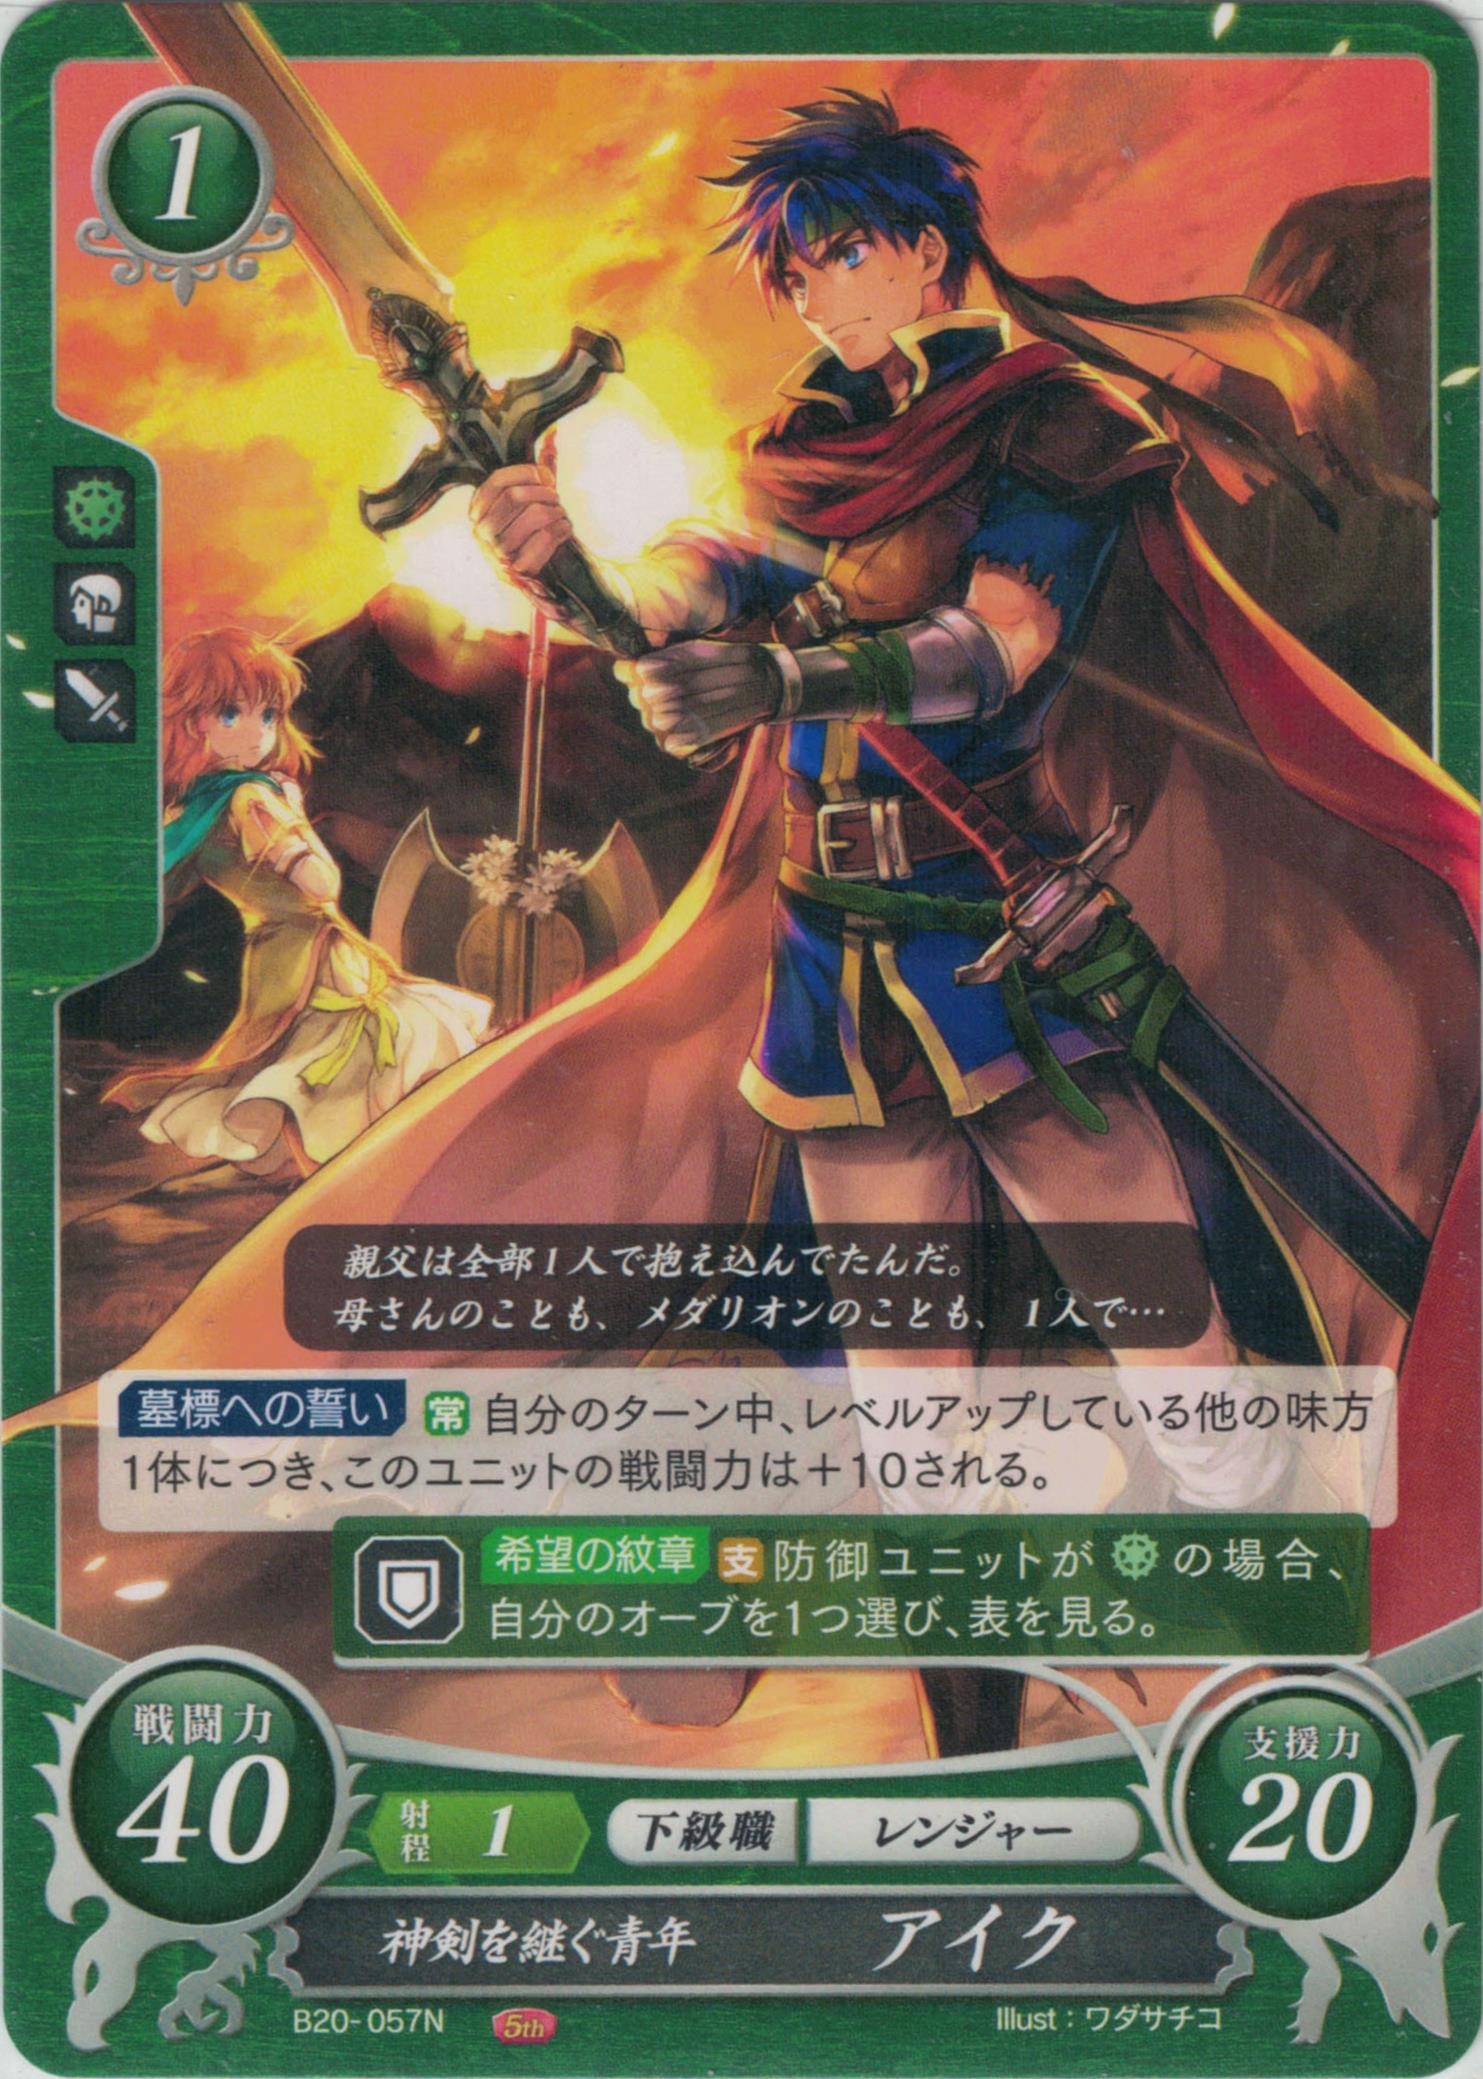 1
親父は全部1人で抱え込んでたんだ。
母さんのことも、メダリオンのことも、1人で…
墓標への誓い 常 自分のターン中、レベルアップしている他の味方
1体につき、このユニットの戦闘力は+10される。
希望の紋章 支 防御ユニットが の場合、
自分のオーブを1つ選び、表を見る。
戦闘力
40
射程 1
下級職 レンジャー
支援力
20
神剣を継ぐ青年 アイク
B20-057N 5th Illust:ワダサチコ